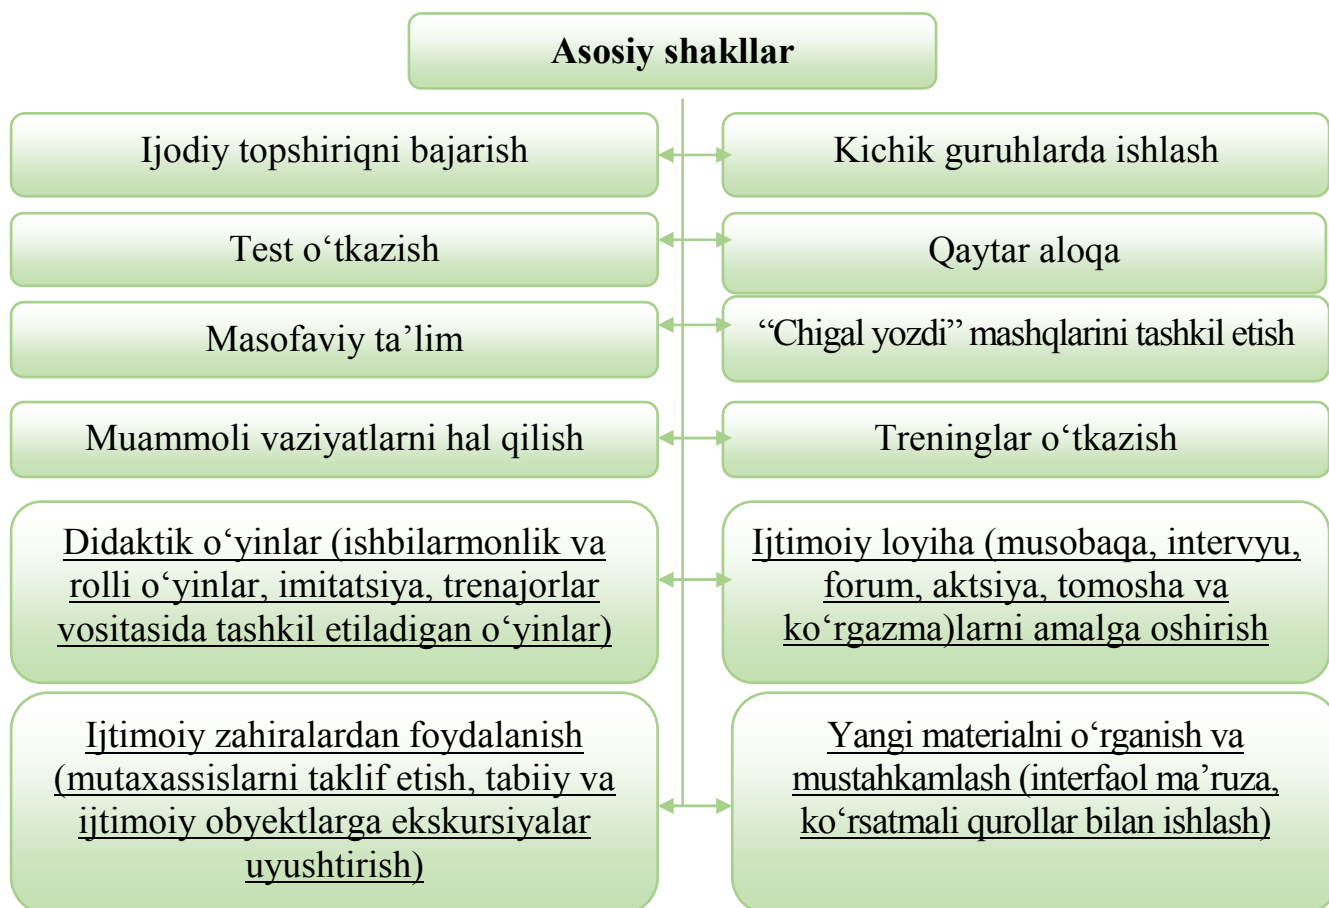 Asosiy shakllar
Ijodiy topshiriqni bajarish
Kichik guruhlarda ishlash
Test o‘tkazish
Qaytar aloqa
Masofaviy ta’lim
“Chigal yozdi” mashqlarini tashkil etish
Muammoli vaziyatlarni hal qilish
Treninglar o‘tkazish
Didaktik o‘yinlar (ishbilarmonlik va
rolli o‘yinlar, imitatsiya, trenajorlar
vositasida tashkil etiladigan o‘yinlar)
Ijtimoiy loyiha (musobaqa, intervyu,
forum, aktsiya, tomosha va
ko‘rgazma)larni amalga oshirish
Ijtimoiy zahiralardan foydalanish
(mutaxassislarni taklif etish, tabiiy va
ijtimoiy obyektlarga ekskursiyalar
uyushtirish)
Yangi materialni o‘rganish va
mustahkamlash (interfaol ma’ruza,
ko‘rsatmali qurollar bilan ishlash)